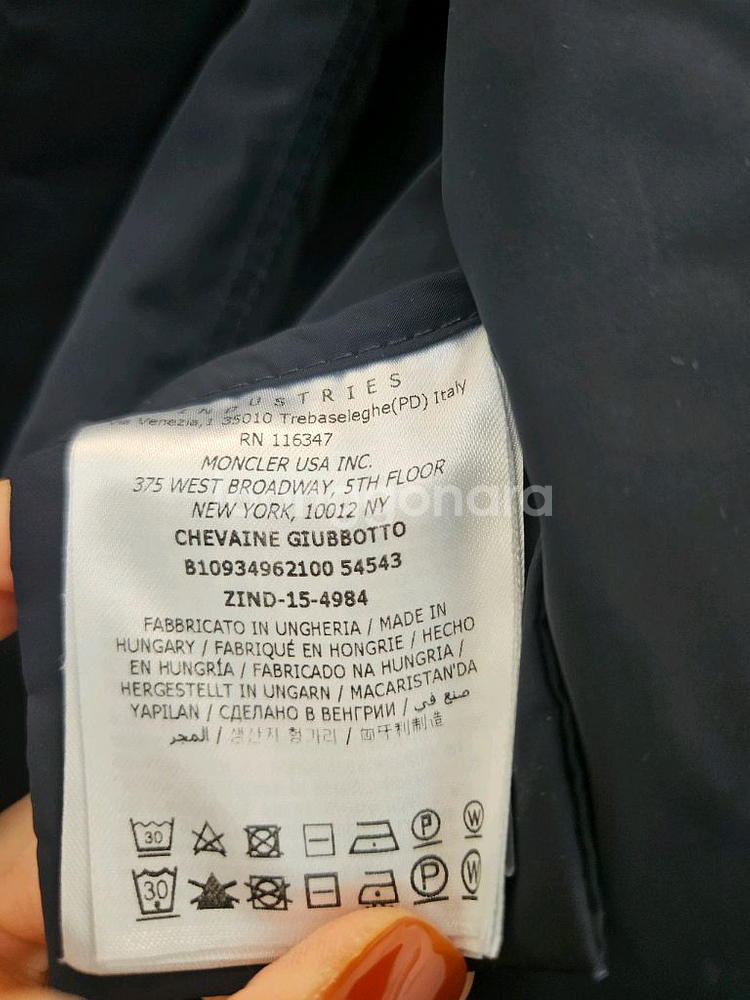 INDUSTRIES
Via Venezia,1 35010 Trebaseleghe(PD) Italy
RN 116347
MONCLER USA INC.
375 WEST BROADWAY, 5TH FLOOR
NEW YORK, 10012 NY
CHEVAINE GIUBBOTTO
B10934962100 54543
ZIND-15-4984
FABBRICATO IN UNGHERIA / MADE IN
HUNGARY / FABRIQUÉ EN HONGRIE / HECHO
EN HUNGRÍA / FABRICADO NA HUNGRIA /
HERGESTELLT IN UNGARN / MACARISTAN'DA
YAPILAN / СДЕЛАНО В ВЕНГРИИ / صنع في
المجر / 생산지 헝가리 / 匈牙利制造
30 P W
30 P W